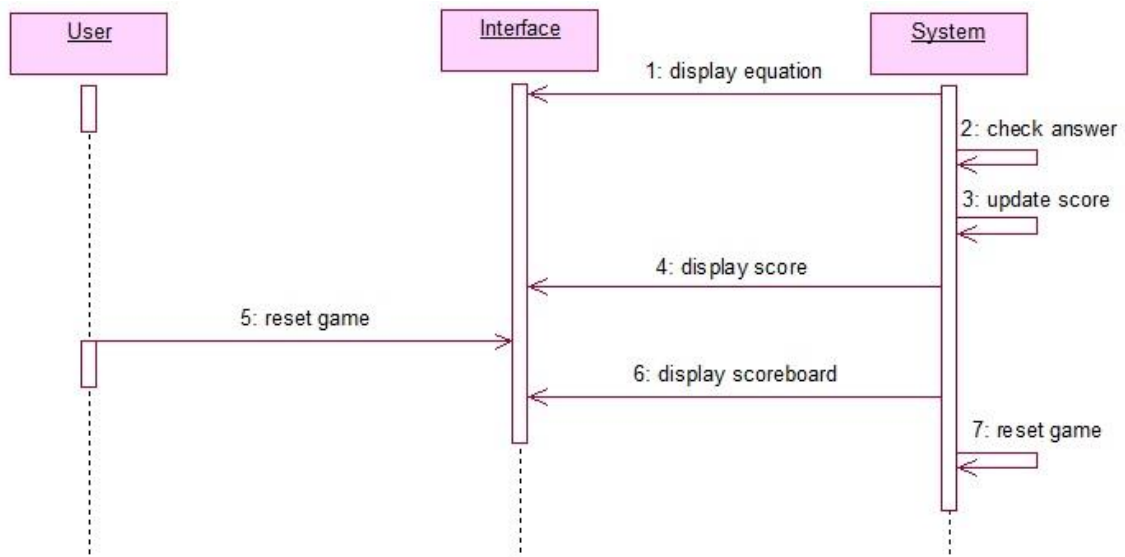 User
Interface
System
1: display equation
2: check answer
3: update score
4: display score
5: reset game
6: display scoreboard
7: reset game